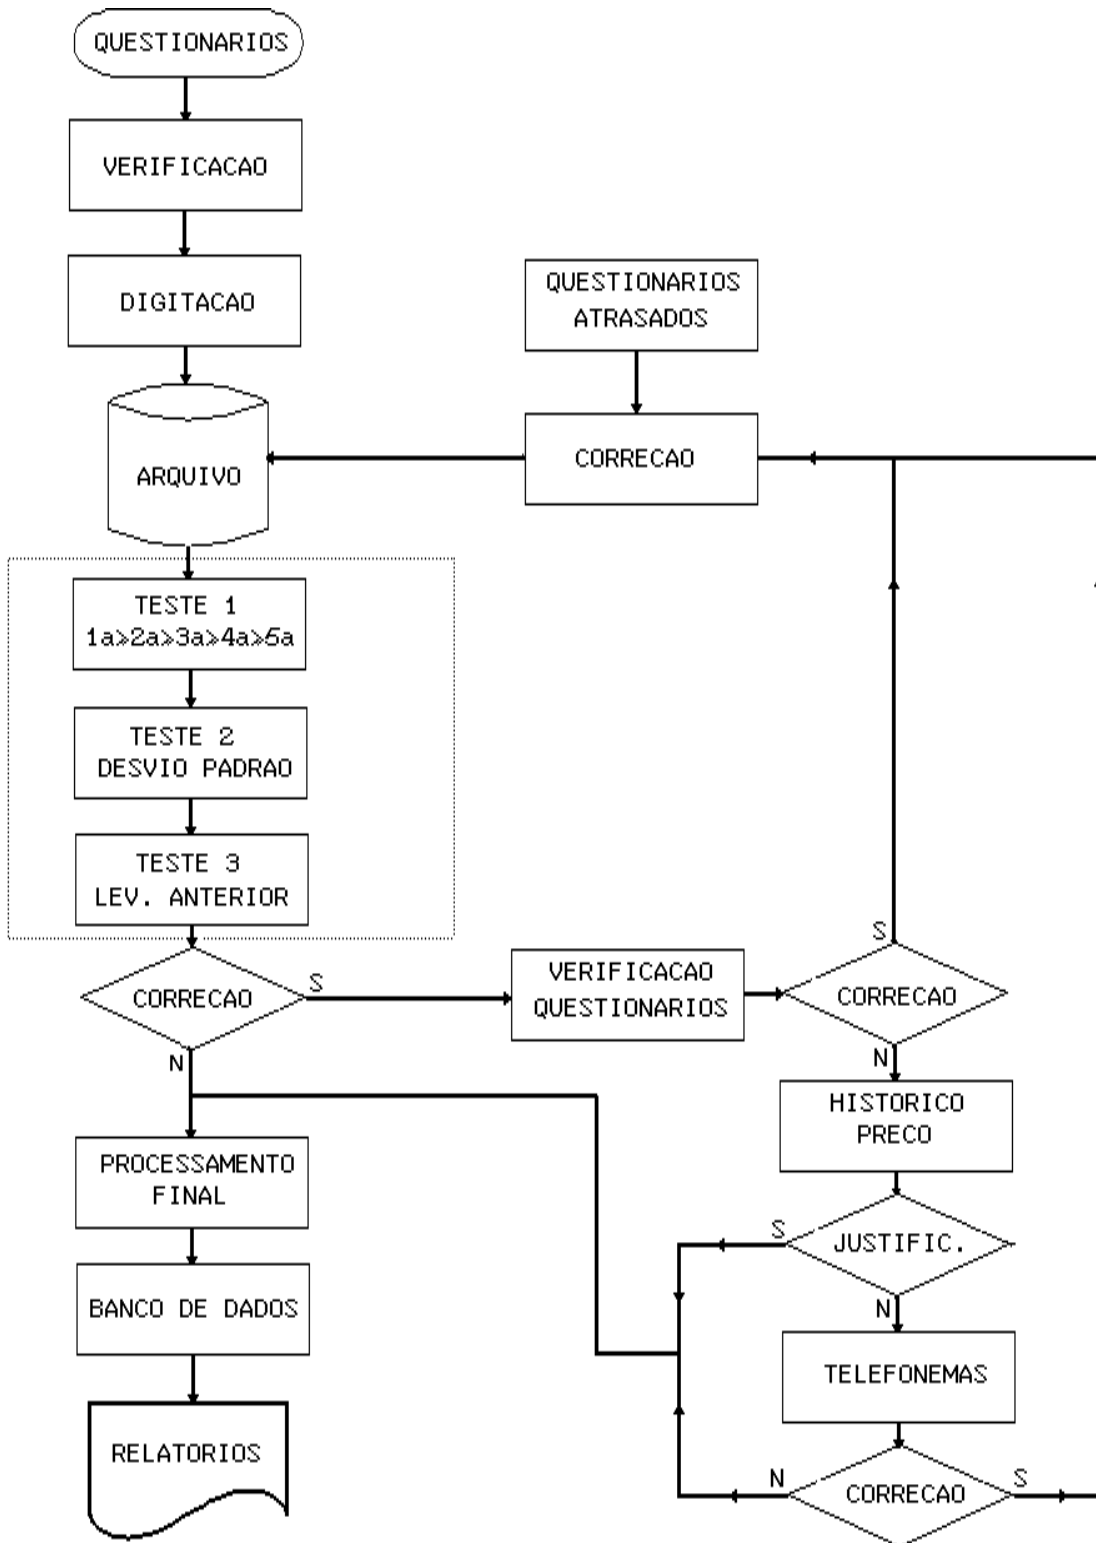 QUESTIONARIOS
VERIFICACAO
DIGITACAO
QUESTIONARIOS
ATRASADOS
CORRECAO
ARQUIVO
TESTE 1
1a>2a>3a>4a>5a
TESTE 2
DESVIO PADRAO
TESTE 3
LEV. ANTERIOR
CORRECAO
S
N
VERIFICACAO
QUESTIONARIOS
S
CORRECAO
N
HISTORICO
PRECO
S
JUSTIFIC.
N
TELEFONEMAS
N
CORRECAO
S
PROCESSAMENTO
FINAL
BANCO DE DADOS
RELATORIOS